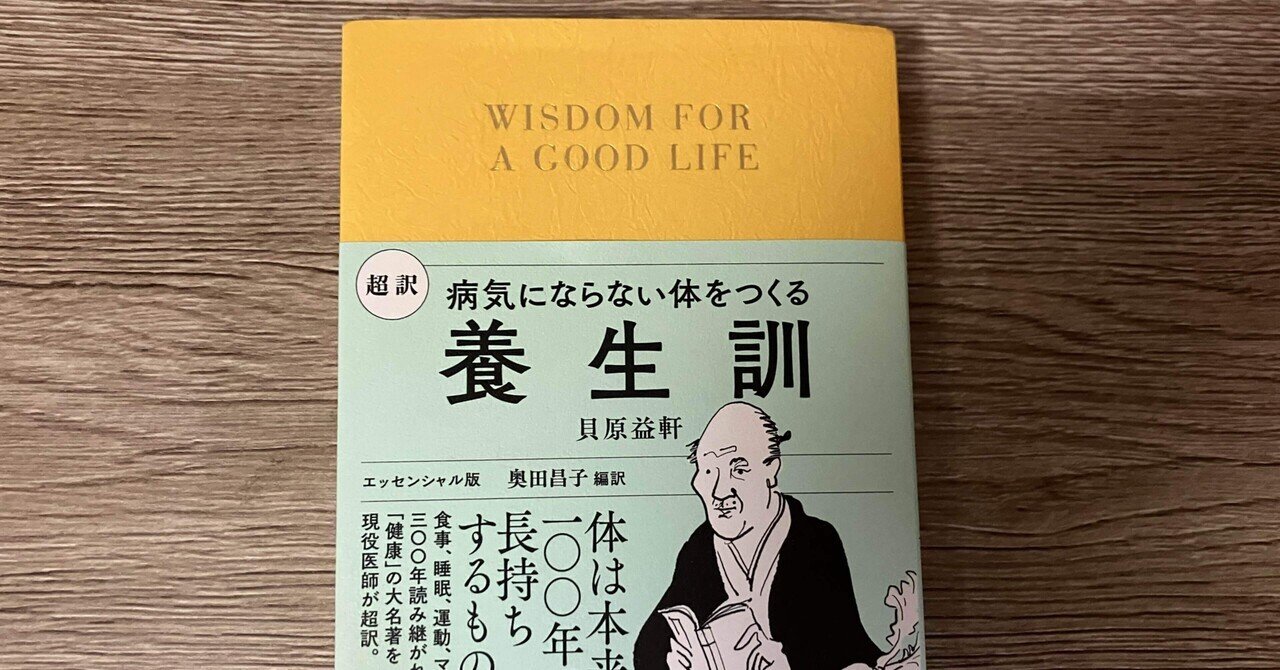 WISDOM FOR
A GOOD LIFE
超訳
病気にならない体をつくる
養生訓
貝原益軒
エッセンシャル版 奥田昌子 編訳
体は本来
一〇〇年
長持ち
するもの
食事、睡眠、運動、マ
三〇〇年読み継がれ
「健康」の大名著を
現役医師が超訳。